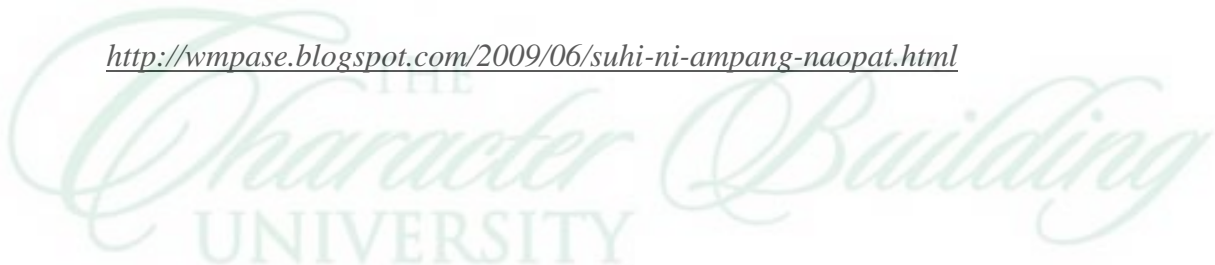 http://wmpase.blogspot.com/2009/06/suhi-ni-ampang-naopat.html
THE
Character Building
UNIVERSITY